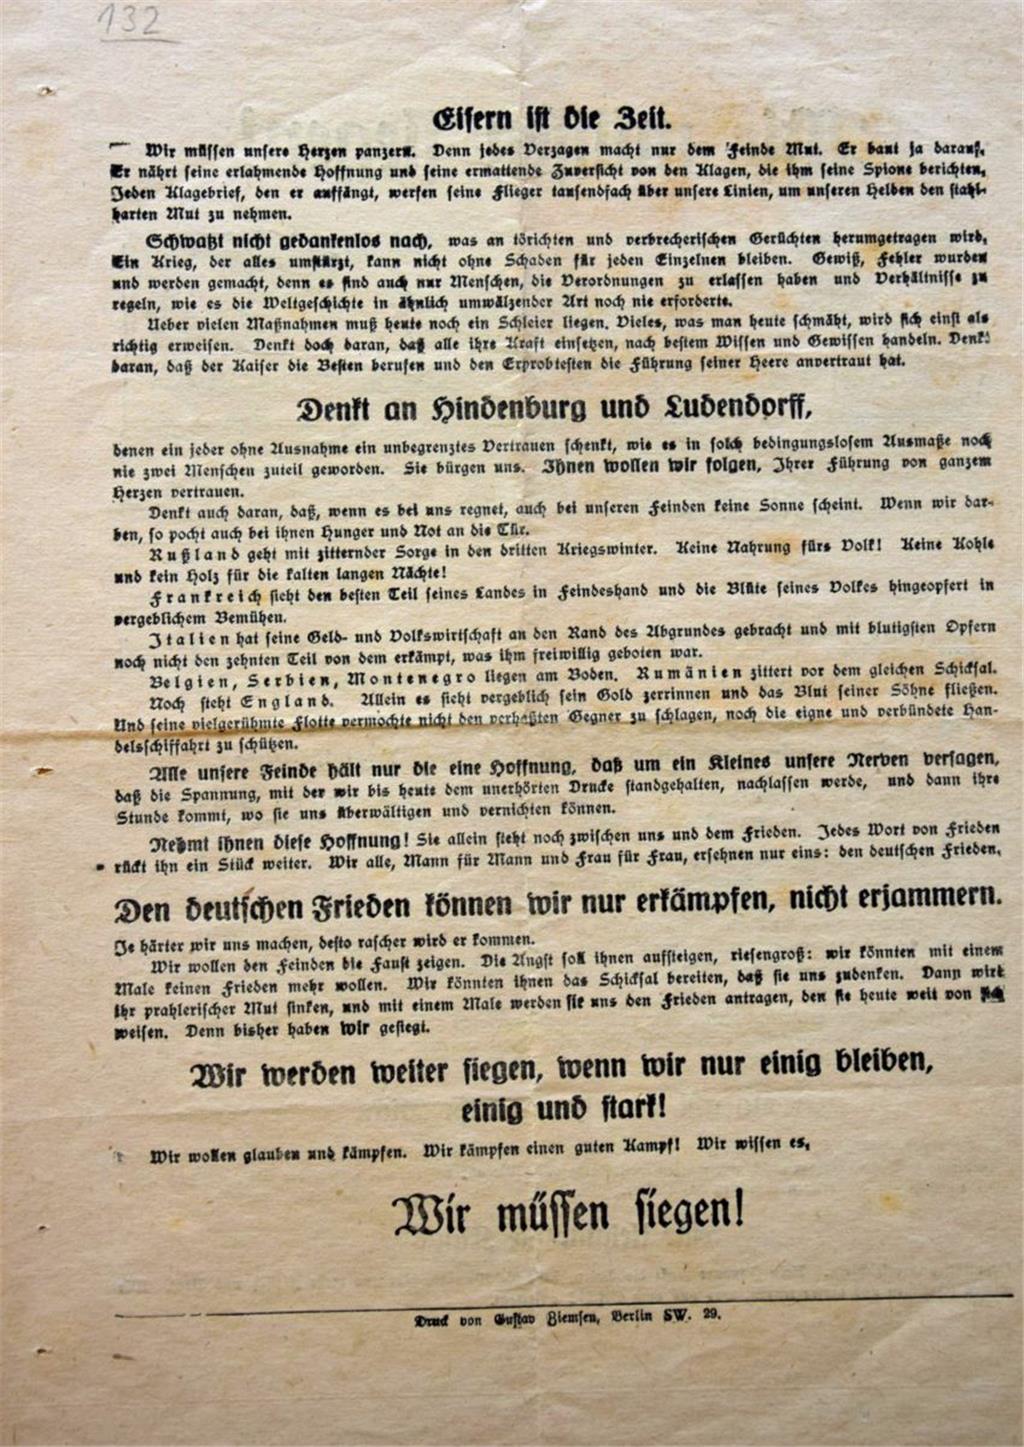 132
Eisern ist die Zeit.
Wir müssen unsere Herzen panzern. Denn jedes Verzagen macht nur dem Feinde Mut. Er baut ja darauf.
Er nährt seine erlahmende Hoffnung und seine ermattende Zuversicht von den Klagen, die ihm seine Spione berichten.
Jeden Klagebrief, den er auffängt, werfen seine Flieger tausendfach über unsere Linien, um unseren Helden den stahl-
harten Mut zu nehmen.
Schwatzt nicht gedankenlos nach, was an törichten und verbrecherischen Gerüchten herumgetragen wird.
Ein Krieg, der alles umstürzt, kann nicht ohne Schaden für jeden Einzelnen bleiben. Gewiß, Fehler wurden
und werden gemacht, denn es sind auch nur Menschen, die Verordnungen zu erlassen haben und Verhältnisse zu
regeln, wie es die Weltgeschichte in ähnlich umwälzender Art noch nie erforderte.
Ueber vielen Maßnahmen muß heute noch ein Schleier liegen. Vieles, was man heute schmäht, wird sich einst als
richtig erweisen. Denkt doch daran, daß alle ihre Kraft einsetzen, nach bestem Wissen und Gewissen handeln. Denkt
daran, daß der Kaiser die Besten berufen und den Erprobtesten die Führung seiner Heere anvertraut hat.
Denkt an Hindenburg und Ludendorff,
denen ein jeder ohne Ausnahme ein unbegrenztes Vertrauen schenkt, wie es in solch bedingungslosem Ausmaße noch
nie zwei Menschen zuteil geworden. Sie bürgen uns. Ihnen wollen wir folgen, Ihrer Führung von ganzem
Herzen vertrauen.
Denkt auch daran, daß, wenn es bei uns regnet, auch bei unseren Feinden keine Sonne scheint. Wenn wir dar-
ben, so pocht auch bei ihnen Hunger und Not an die Tür.
Rußland geht mit zitternder Sorge in den dritten Kriegswinter. Keine Nahrung fürs Volk! Keine Kohle
und kein Holz für die kalten langen Nächte!
Frankreich sieht den besten Teil seines Landes in Feindeshand und die Blüte seines Volkes hingeopfert in
vergeblichem Bemühen.
Italien hat seine Geld- und Volkswirtschaft an den Rand des Abgrundes gebracht und mit blutigsten Opfern
noch nicht den zehnten Teil von dem erkämpt, was ihm freiwillig geboten war.
Belgien, Serbien, Montenegro liegen am Boden. Rumänien zittert vor dem gleichen Schicksal.
Noch steht England. Allein es sieht vergeblich sein Gold zerrinnen und das Blut seiner Söhne fließen.
Und seine vielgerühmte Flotte vermochte nicht den verhaßten Gegner zu schlagen, noch die eigne und verbündete Han-
delsschiffahrt zu schützen.
Alle unsere Feinde hält nur die eine Hoffnung, daß um ein Kleines unsere Nerven versagen,
daß die Spannung, mit der wir bis heute dem unerhörten Drucke standgehalten, nachlassen werde, und dann ihre
Stunde kommt, wo sie uns überwältigen und vernichten können.
Nehmt ihnen diese Hoffnung! Sie allein steht noch zwischen uns und dem Frieden. Jedes Wort von Frieden
rückt ihn ein Stück weiter. Wir alle, Mann für Mann und Frau für Frau, ersehnen nur eins: den deutschen Frieden.
Den deutschen Frieden können wir nur erkämpfen, nicht erjammern.
Je härter wir uns machen, desto rascher wird er kommen.
Wir wollen den Feinden die Faust zeigen. Die Angst soll ihnen aufsteigen, riesengroß: wir könnten mit einem
Male keinen Frieden mehr wollen. Wir könnten ihnen das Schicksal bereiten, daß sie uns zudenken. Dann wird
ihr prahlerischer Mut sinken, und mit einem Male werden sie uns den Frieden antragen, den sie heute weit von sich
weisen. Denn bisher haben wir gesiegt.
Wir werden weiter siegen, wenn wir nur einig bleiben,
einig und stark!
Wir wollen glauben und kämpfen. Wir kämpfen einen guten Kampf! Wir wissen es,
Wir müssen siegen!
Druck von Gustav Ziemsen, Berlin SW. 29.